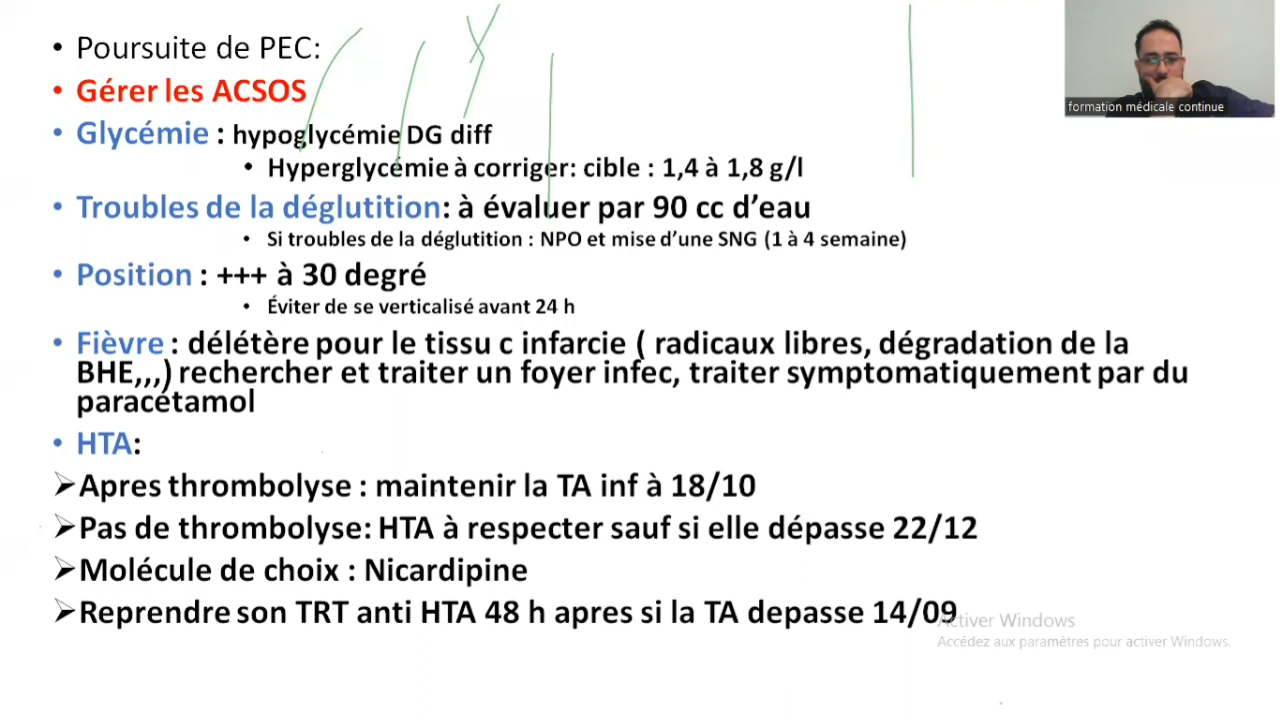 • Poursuite de PEC:
• Gérer les ACSOS
• Glycémie : hypoglycémie DG diff
• Hyperglycémie à corriger: cible : 1,4 à 1,8 g/l
• Troubles de la déglutition: à évaluer par 90 cc d'eau
• Si troubles de la déglutition : NPO et mise d'une SNG (1 à 4 semaine)
• Position : +++ à 30 degré
• Éviter de se verticalisé avant 24 h
• Fièvre : délétère pour le tissu c infarcie ( radicaux libres, dégradation de la
BHE,,,) rechercher et traiter un foyer infec, traiter symptomatiquement par du
paracétamol
• HTA:
➢Apres thrombolyse : maintenir la TA inf à 18/10
➢Pas de thrombolyse: HTA à respecter sauf si elle dépasse 22/12
➢Molécule de choix : Nicardipine
➢Reprendre son TRT anti HTA 48 h apres si la TA depasse 14/09
formation médicale continue
Activer Windows
Accédez aux paramètres pour activer Windows.